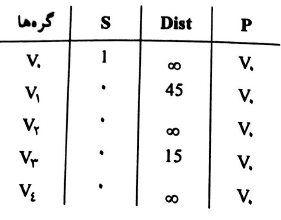 گره‌ها S Dist P
V۰ 1 ∞ V۰
V۱ ۰ 45 V۰
V۲ ۰ ∞ V۰
V۳ ۰ 15 V۰
V٤ ۰ ∞ V۰